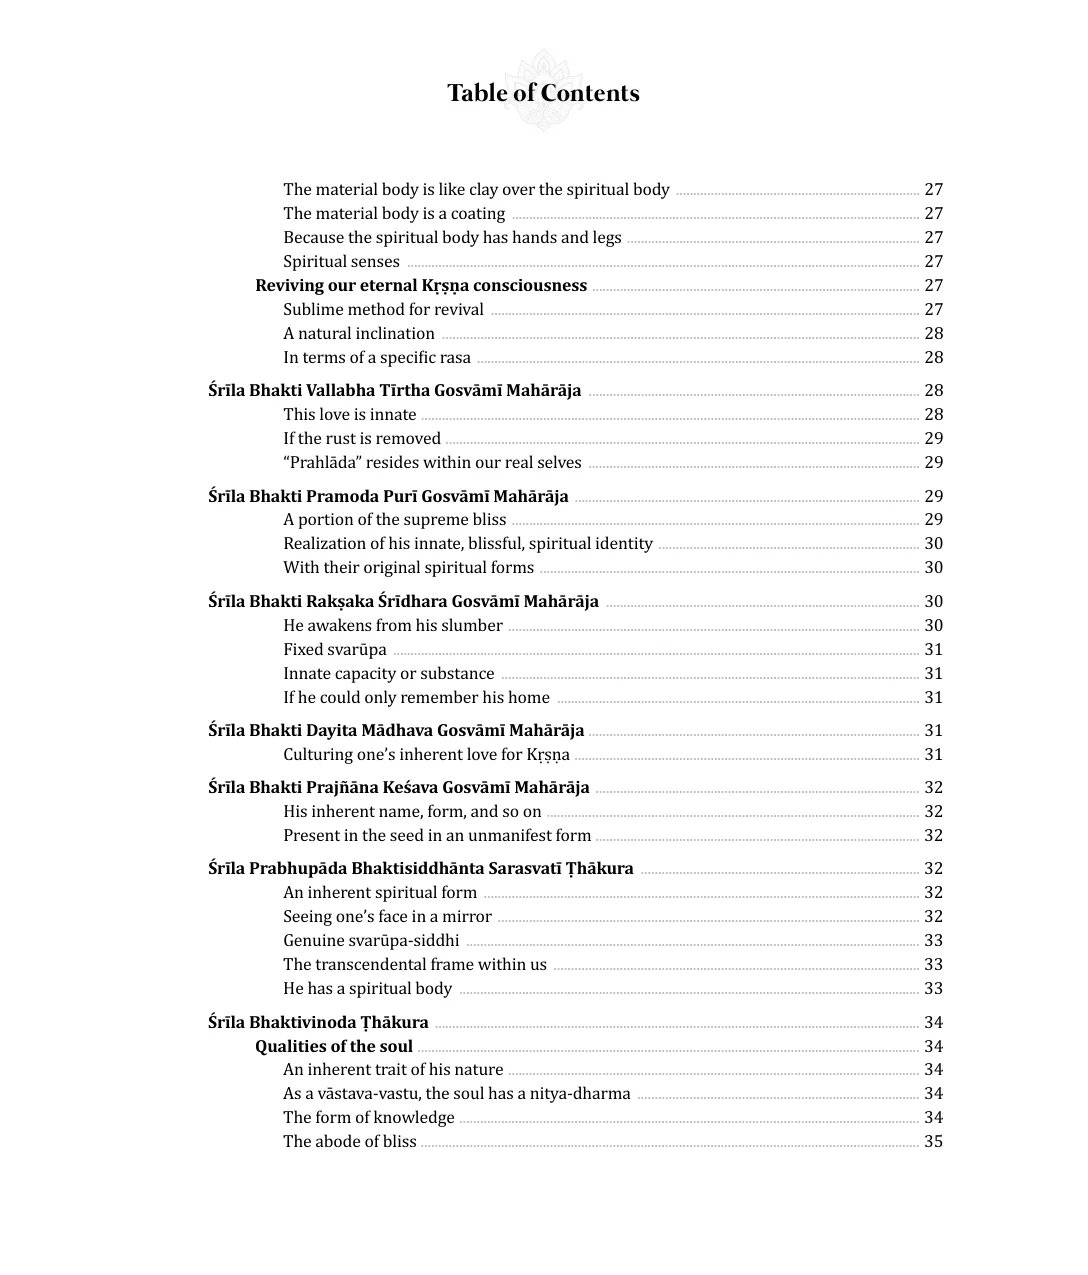 Table of Contents
The material body is like clay over the spiritual body 27
The material body is a coating 27
Because the spiritual body has hands and legs 27
Spiritual senses 27
Reviving our eternal Kṛṣṇa consciousness 27
Sublime method for revival 27
A natural inclination 28
In terms of a specific rasa 28
Śrīla Bhakti Vallabha Tīrtha Gosvāmī Mahārāja 28
This love is innate 28
If the rust is removed 29
“Prahlāda” resides within our real selves 29
Śrīla Bhakti Pramoda Purī Gosvāmī Mahārāja 29
A portion of the supreme bliss 29
Realization of his innate, blissful, spiritual identity 30
With their original spiritual forms 30
Śrīla Bhakti Rakṣaka Śrīdhara Gosvāmī Mahārāja 30
He awakens from his slumber 30
Fixed svarūpa 31
Innate capacity or substance 31
If he could only remember his home 31
Śrīla Bhakti Dayita Mādhava Gosvāmī Mahārāja 31
Culturing one’s inherent love for Kṛṣṇa 31
Śrīla Bhakti Prajñāna Keśava Gosvāmī Mahārāja 32
His inherent name, form, and so on 32
Present in the seed in an unmanifest form 32
Śrīla Prabhupāda Bhaktisiddhānta Sarasvatī Ṭhākura 32
An inherent spiritual form 32
Seeing one’s face in a mirror 32
Genuine svarūpa-siddhi 33
The transcendental frame within us 33
He has a spiritual body 33
Śrīla Bhaktivinoda Ṭhākura 34
Qualities of the soul 34
An inherent trait of his nature 34
As a vāstava-vastu, the soul has a nitya-dharma 34
The form of knowledge 34
The abode of bliss 35